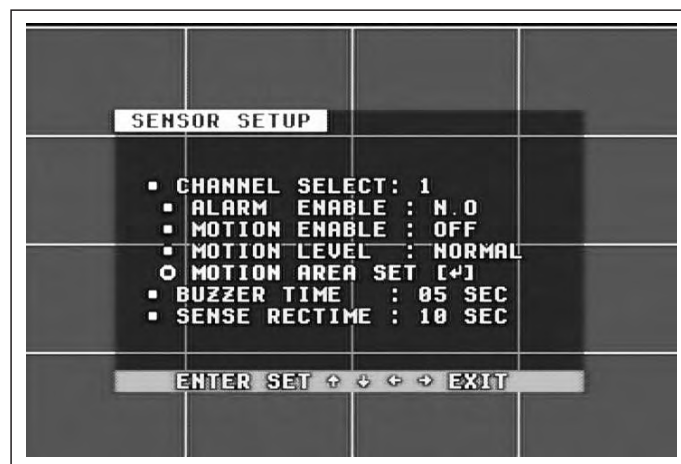 SENSOR SETUP
CHANNEL SELECT: 1
ALARM ENABLE : N.O
MOTION ENABLE : OFF
MOTION LEVEL : NORMAL
MOTION AREA SET [↵]
BUZZER TIME : 05 SEC
SENSE RECTIME : 10 SEC
ENTER SET ↑ ↓ ← → EXIT